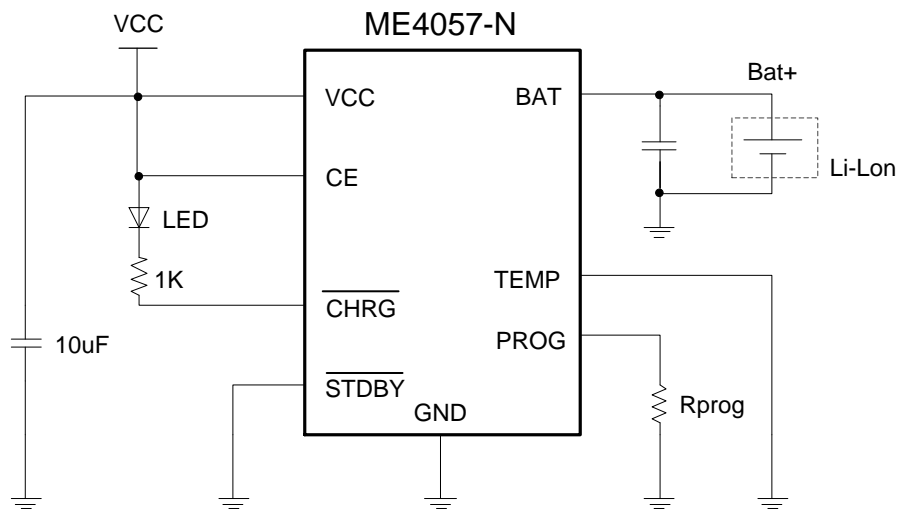 ME4057-N
VCC
VCC
BAT
Bat+
CE
Li-Lon
LED
1K
TEMP
CHRG
10uF
PROG
STDBY
GND
Rprog